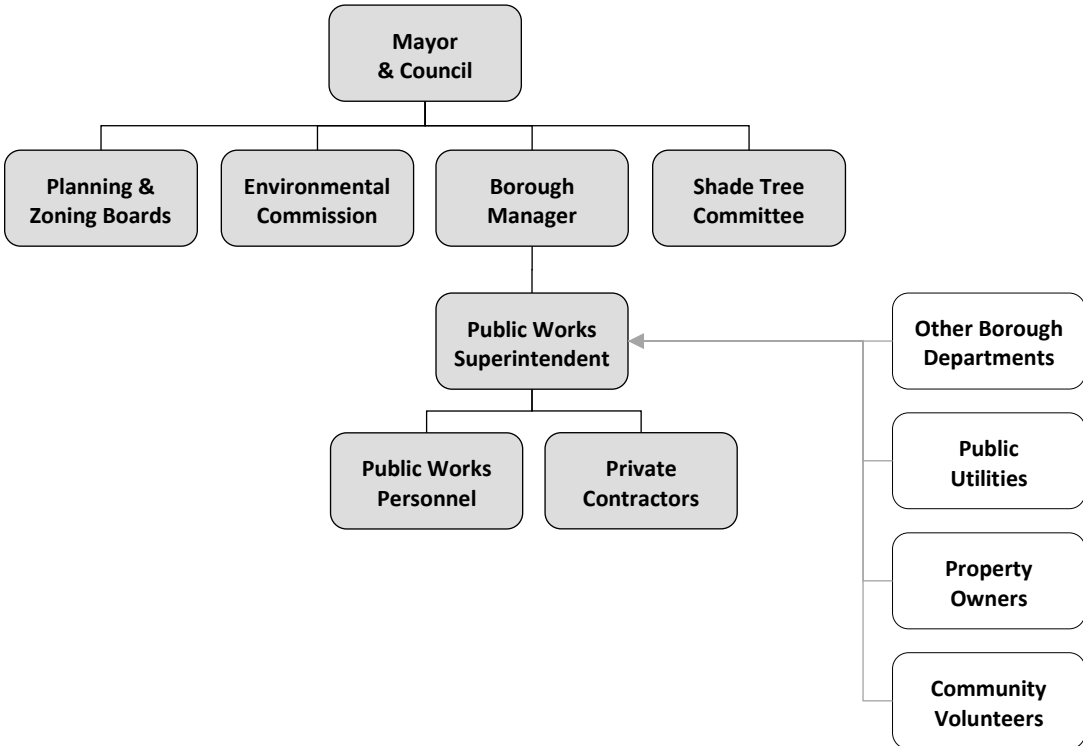 Mayor
& Council
Planning &
Zoning Boards
Environmental
Commission
Borough
Manager
Shade Tree
Committee
Public Works
Superintendent
Other Borough
Departments
Public Works
Personnel
Private
Contractors
Public
Utilities
Property
Owners
Community
Volunteers